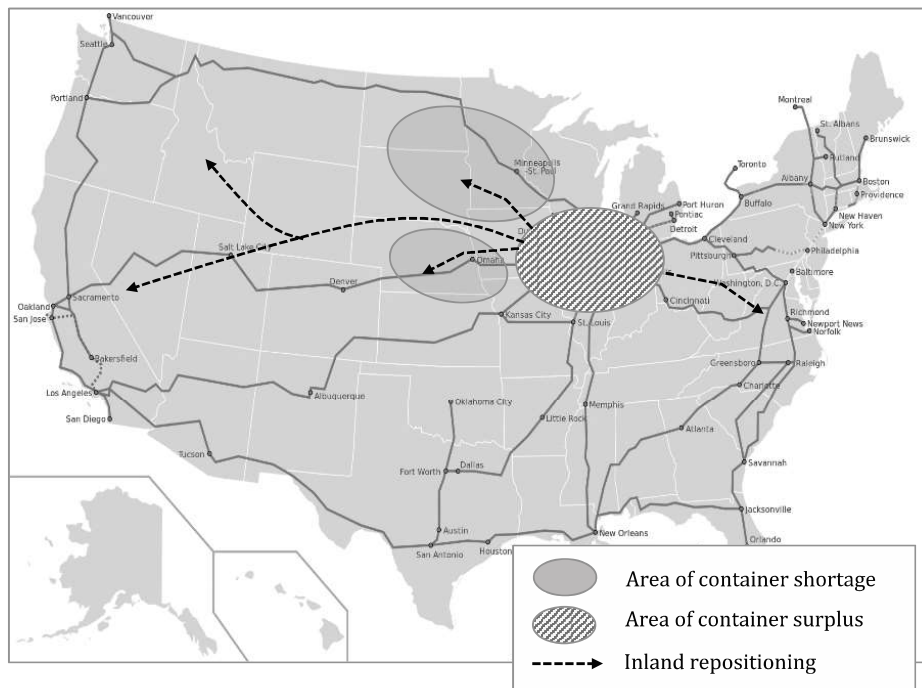 Vancouver
Seattle
Portland
Montreal
St. Albans
Brunswick
Rutland
Toronto
Albany
Boston
Providence
Buffalo
New Haven
New York
Minneapolis
-St. Paul
Grand Rapids
Port Huron
Pontiac
Detroit
Cleveland
Pittsburgh
Philadelphia
Baltimore
Washington, D.C.
Salt Lake City
Omaha
Denver
Cincinnati
Richmond
Newport News
Norfolk
Oakland
Sacramento
San Jose
Kansas City
St. Louis
Bakersfield
Greensboro
Raleigh
Los Angeles
Albuquerque
Charlotte
San Diego
Oklahoma City
Memphis
Little Rock
Atlanta
Tucson
Fort Worth
Dallas
Savannah
Jacksonville
Austin
New Orleans
San Antonio
Houston
Orlando
Area of container shortage
Area of container surplus
Inland repositioning